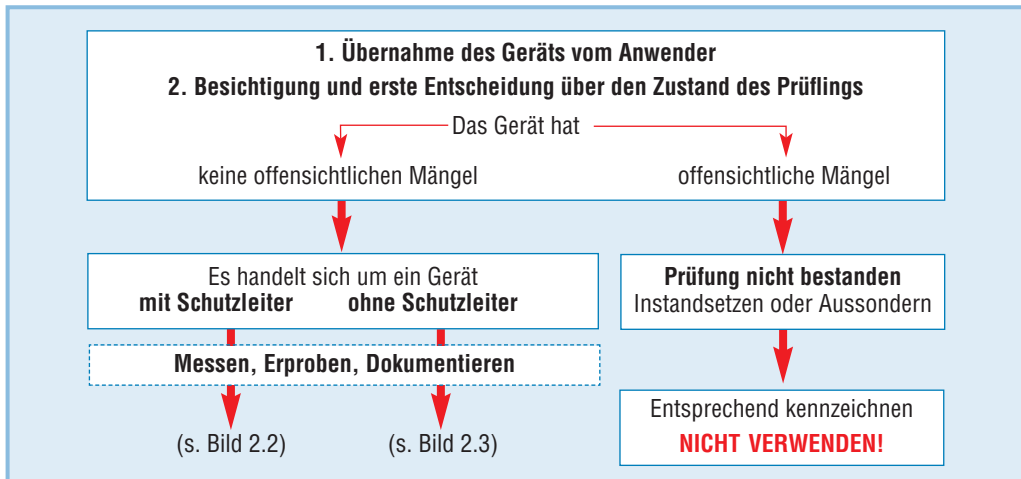 1. Übernahme des Geräts vom Anwender
2. Besichtigung und erste Entscheidung über den Zustand des Prüflings
Das Gerät hat
keine offensichtlichen Mängel
offensichtliche Mängel
Es handelt sich um ein Gerät
mit Schutzleiter ohne Schutzleiter
Messen, Erproben, Dokumentieren
(s. Bild 2.2) (s. Bild 2.3)
Prüfung nicht bestanden
Instandsetzen oder Aussondern
Entsprechend kennzeichnen
NICHT VERWENDEN!